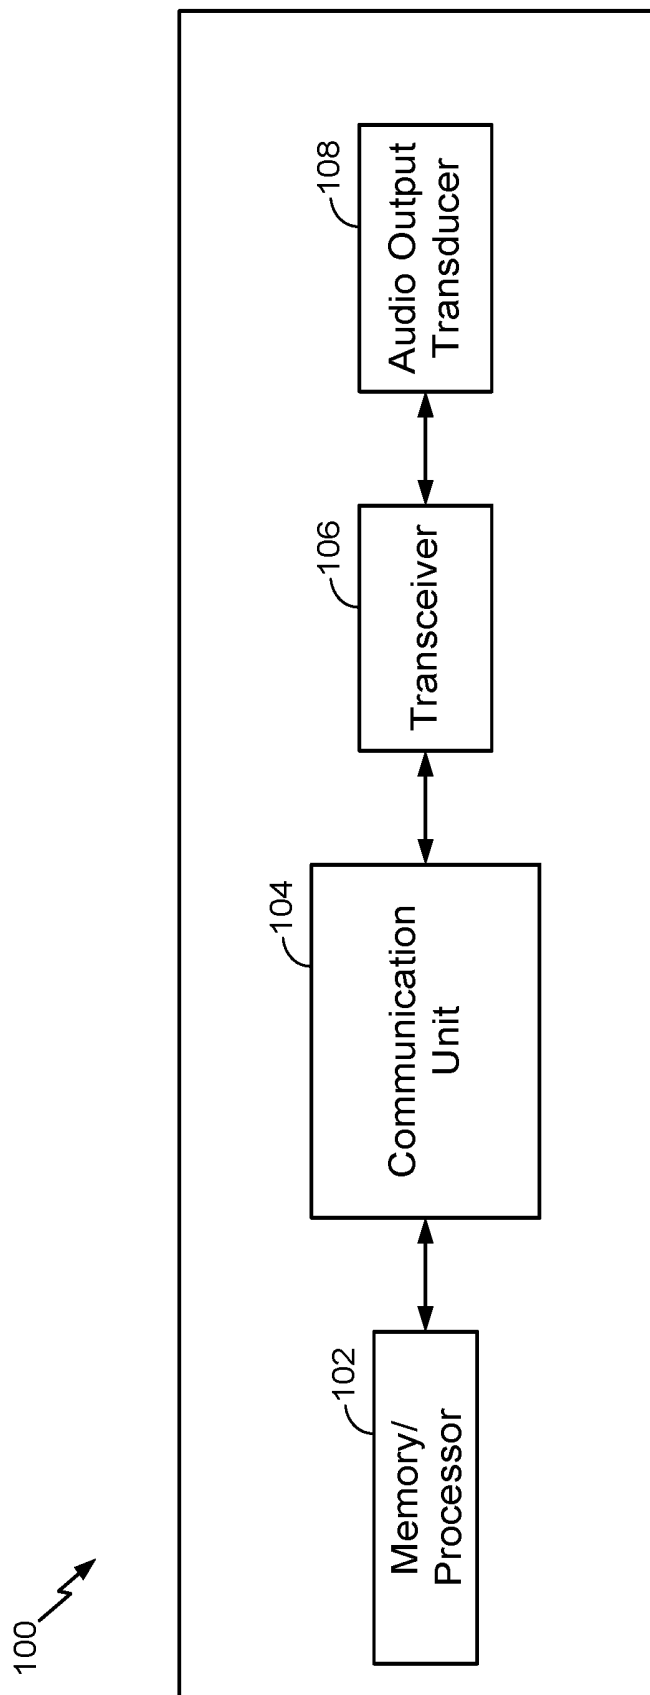 100
102
Memory/
Processor
104
Communication
Unit
106
Transceiver
108
Audio Output
Transducer